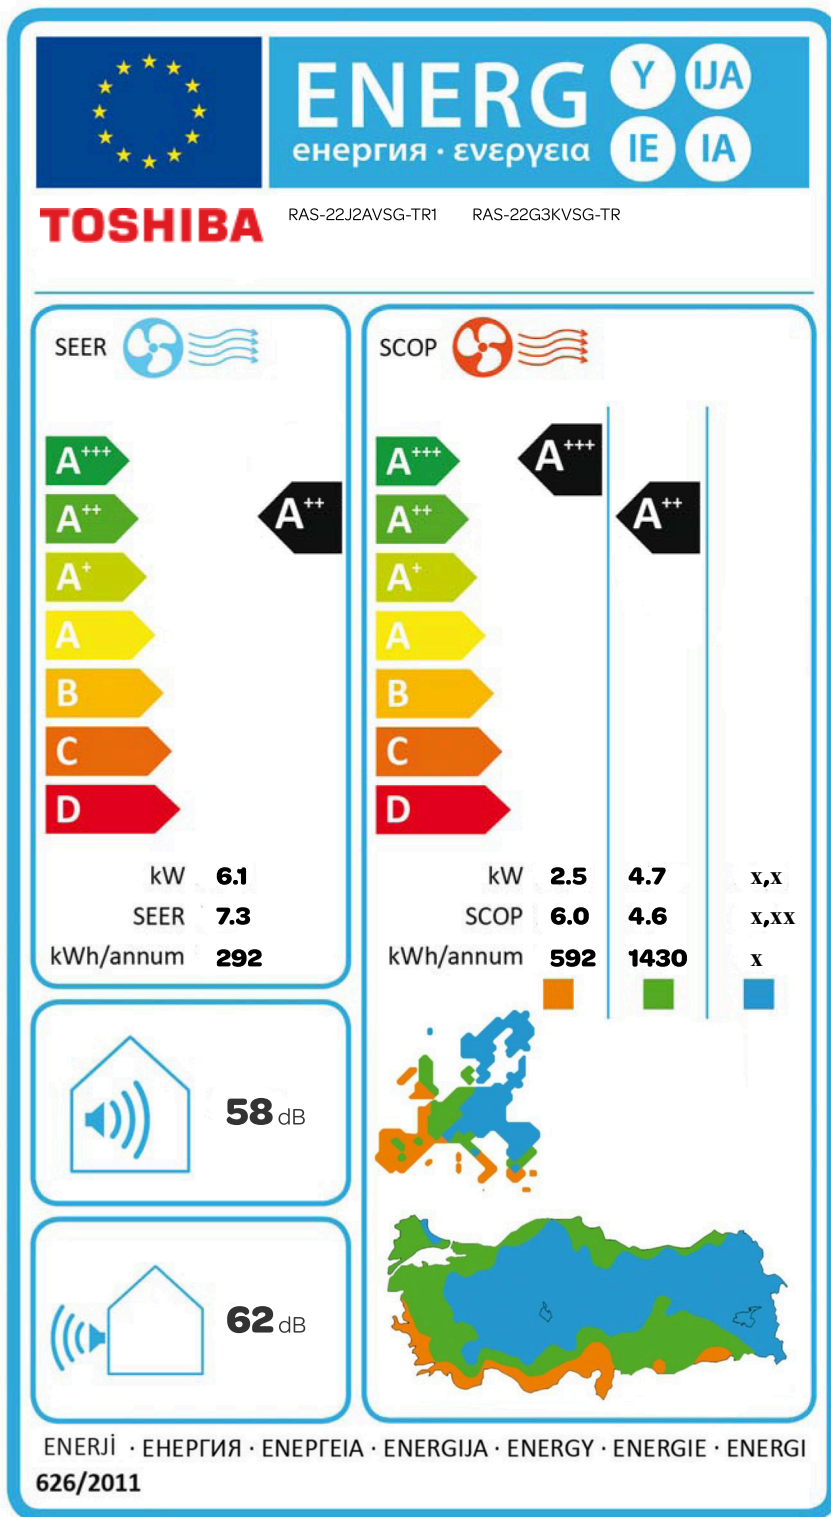 ENERG Y IJA
енергия · ενεργεια IE IA
TOSHIBA RAS-22J2AVSG-TR1 RAS-22G3KVSG-TR
SEER
A+++
A++ A++
A+
A
B
C
D
kW 6.1
SEER 7.3
kWh/annum 292
SCOP
A+++ A+++
A++ A++
A+
A
B
C
D
kW 2.5 4.7 x,x
SCOP 6.0 4.6 x,xx
kWh/annum 592 1430 x
58 dB
62 dB
ENERJİ · ЕНЕРГИЯ · ΕΝΕΡΓΕΙΑ · ENERGIJA · ENERGY · ENERGIE · ENERGI
626/2011